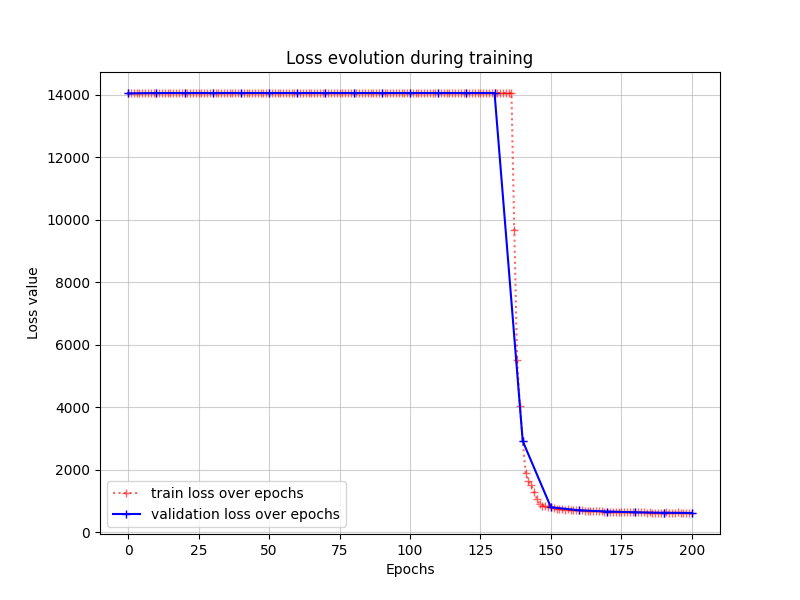 Loss evolution during training
Loss value
14000
12000
10000
8000
6000
4000
2000
0
train loss over epochs
validation loss over epochs
0 25 50 75 100 125 150 175 200
Epochs